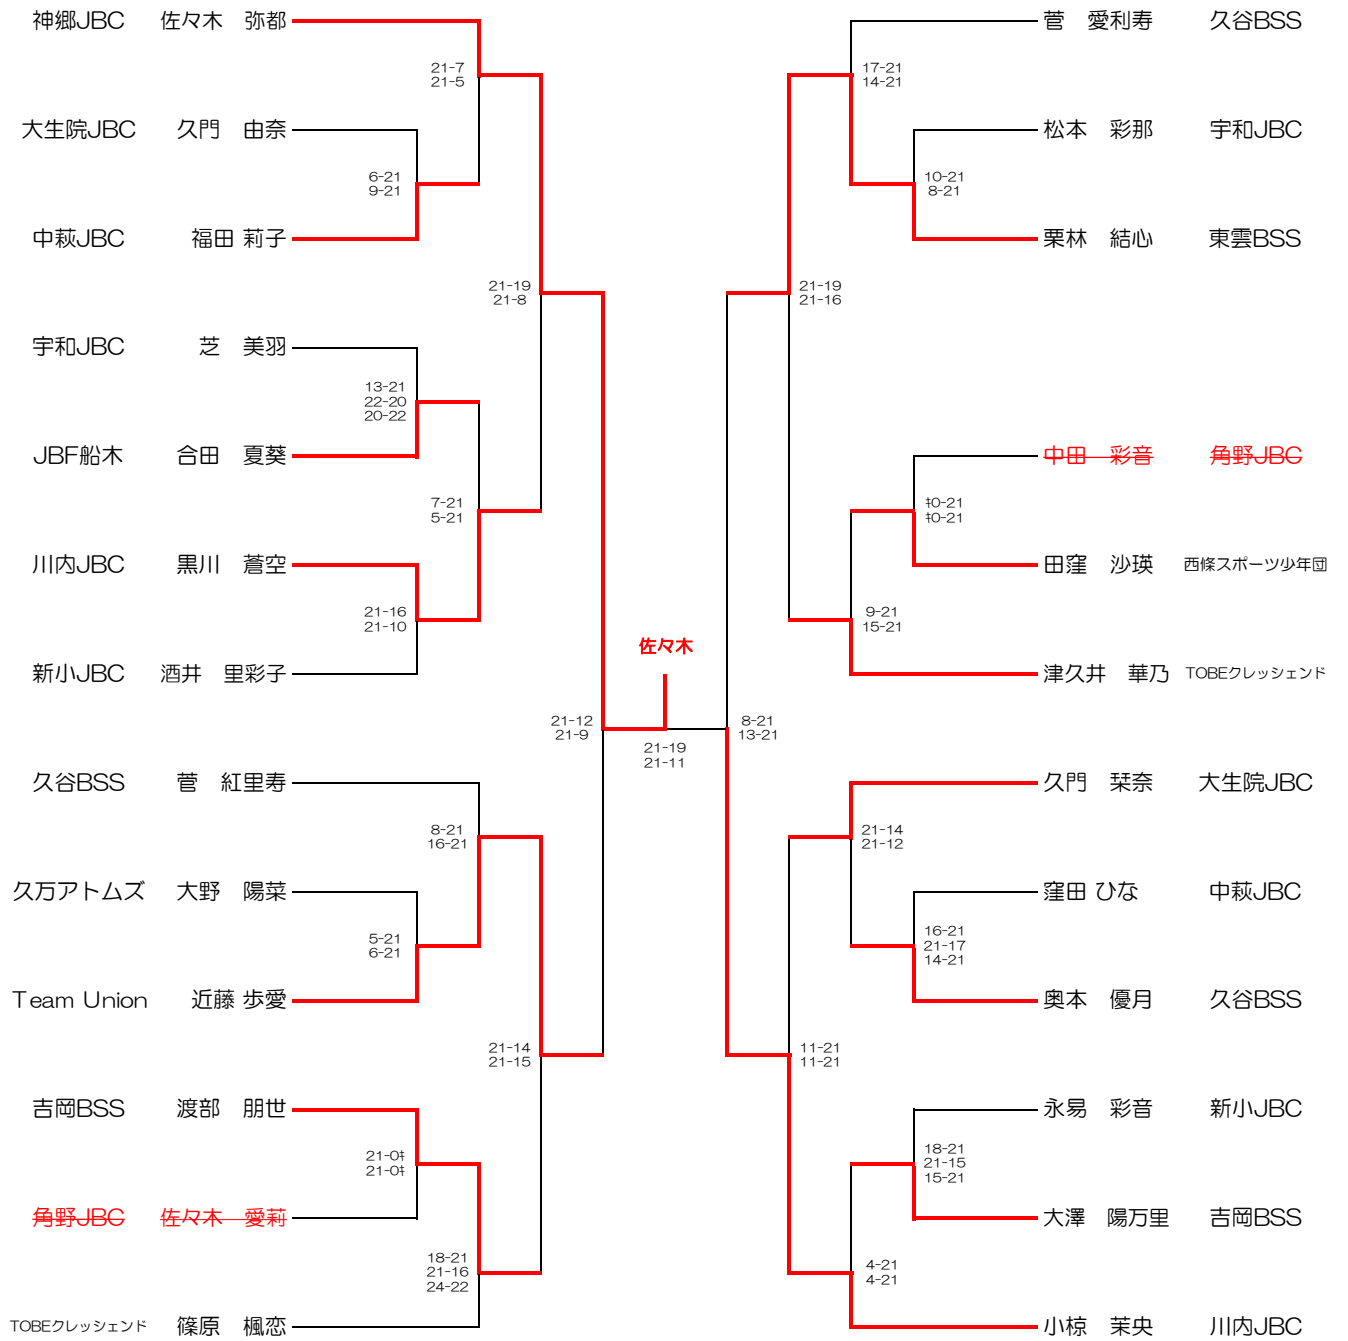 神郷JBC 佐々木 弥都
21-7
21-5
大生院JBC 久門 由奈
6-21
9-21
中萩JBC 福田 莉子
21-19
21-8
宇和JBC 芝 美羽
13-21
22-20
20-22
JBF船木 合田 夏葵
7-21
5-21
川内JBC 黒川 蒼空
21-16
21-10
新小JBC 酒井 里彩子
21-12
21-9
久谷BSS 菅 紅里寿
8-21
16-21
久万アトムズ 大野 陽菜
5-21
6-21
Team Union 近藤 歩愛
21-14
21-15
吉岡BSS 渡部 朋世
21-0ｷ
21-0ｷ
角野JBC 佐々木 愛莉
18-21
21-16
24-22
TOBEクレッシェンド 篠原 楓恋
佐々木
21-19
21-11
菅 愛利寿 久谷BSS
17-21
14-21
松本 彩那 宇和JBC
10-21
8-21
栗林 結心 東雲BSS
21-19
21-16
中田 彩音 角野JBC
ｷ0-21
ｷ0-21
田窪 沙瑛 西條スポーツ少年団
9-21
15-21
津久井 華乃 TOBEクレッシェンド
8-21
13-21
久門 栞奈 大生院JBC
21-14
21-12
窪田 ひな 中萩JBC
16-21
21-17
14-21
奥本 優月 久谷BSS
11-21
11-21
永易 彩音 新小JBC
18-21
21-15
15-21
大澤 陽万里 吉岡BSS
4-21
4-21
小椋 茉央 川内JBC